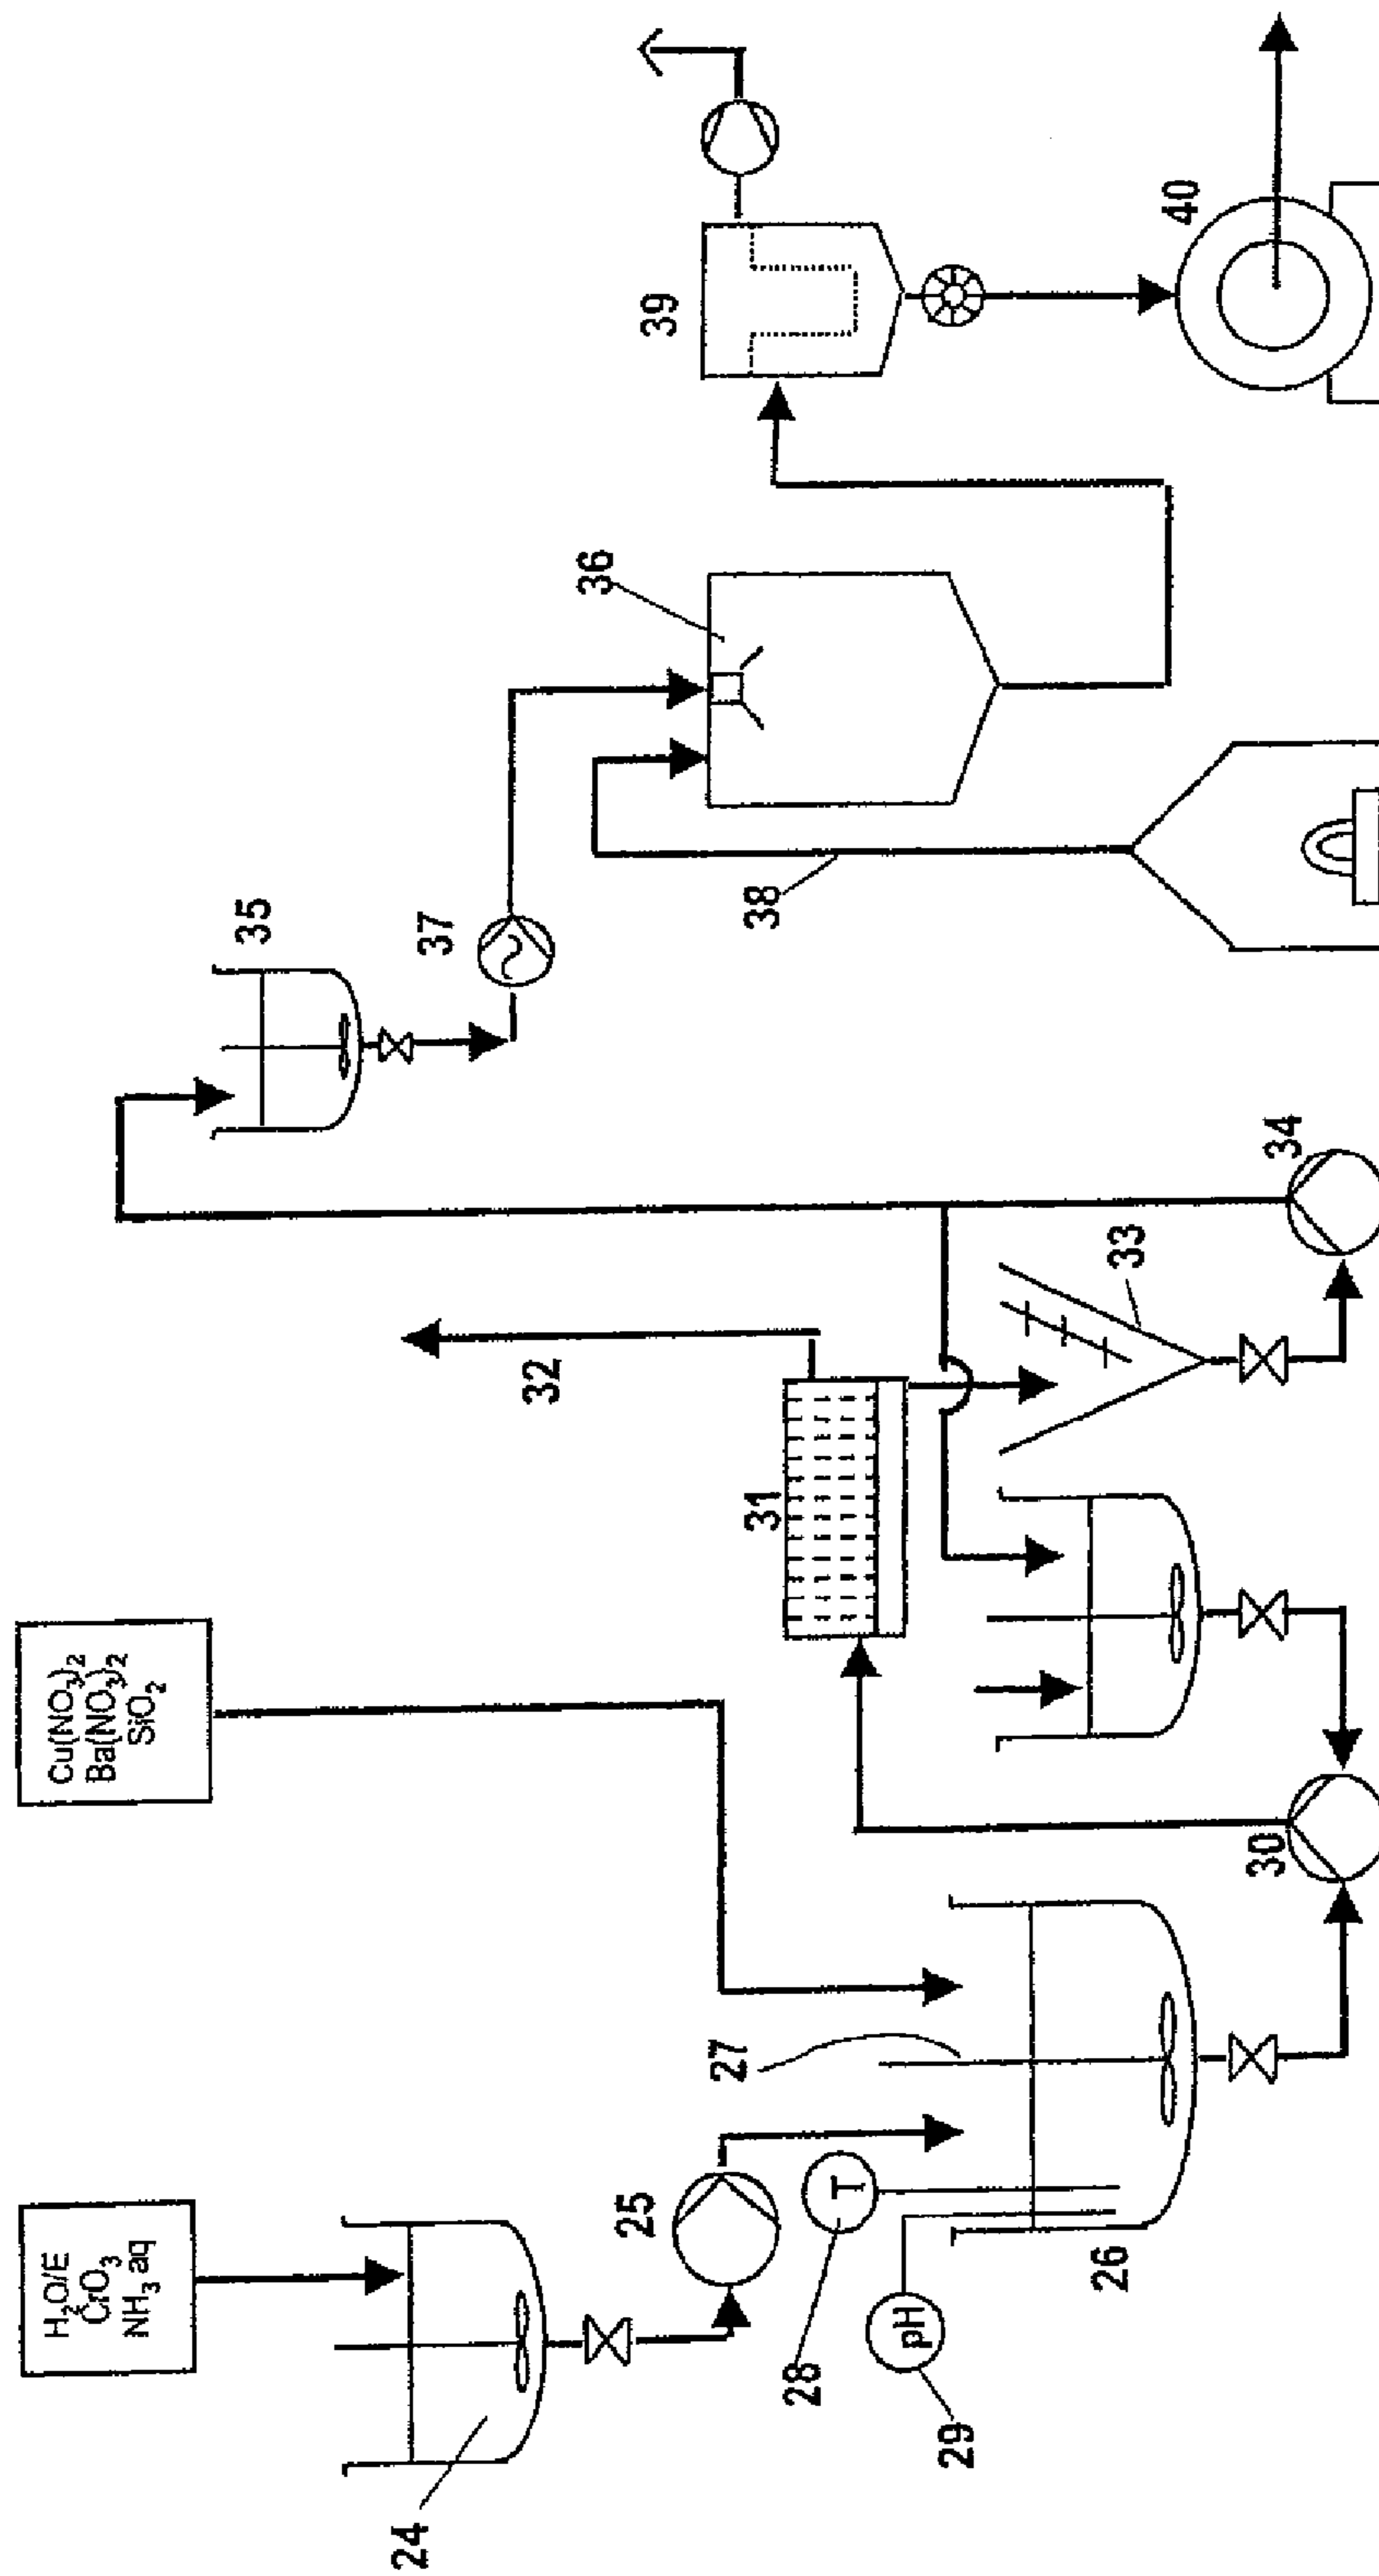 H₂O/E
CrO₃
NH₃ aq
Cu(NO₃)₂
Ba(NO₃)₂
SiO₂
24
25
26
27
28
29
T
pH
30
31
32
33
34
35
36
37
38
39
40